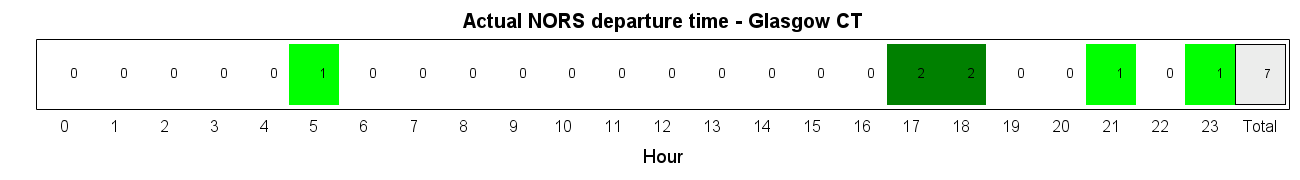 Actual NORS departure time - Glasgow CT
0 0 0 0 0 1 0 0 0 0 0 0 0 0 0 0 0 2 2 0 0 1 0 1 7
0 1 2 3 4 5 6 7 8 9 10 11 12 13 14 15 16 17 18 19 20 21 22 23 Total
Hour